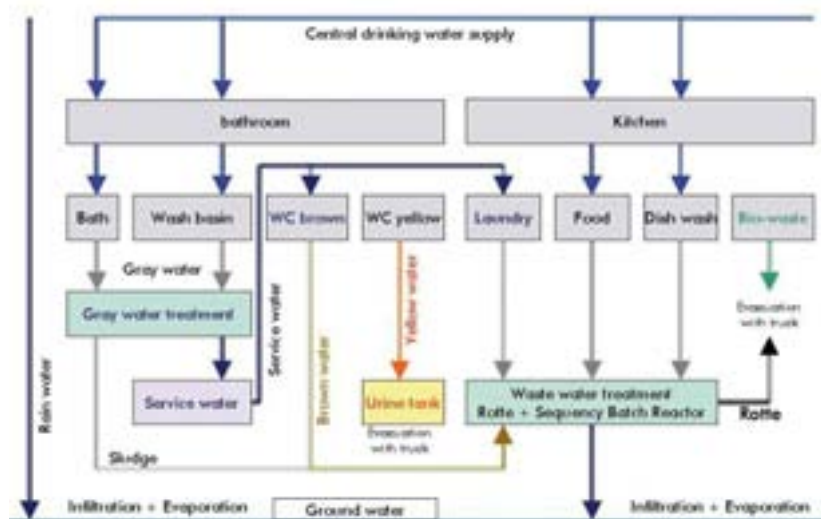 Central drinking water supply
bathroom
Kitchen
Bath
Wash basin
WC brown
WC yellow
Laundry
Food
Dish wash
Bio-waste
Gray water
Gray water treatment
Service water
Yellow water
Evacuation
with truck
Rain water
Service water
Brown water
Urine tank
Evacuation
with truck
Waste water treatment
Rotte + Sequency Batch Reactor
Rotte
Sludge
Infiltration + Evaporation
Ground water
Infiltration + Evaporation